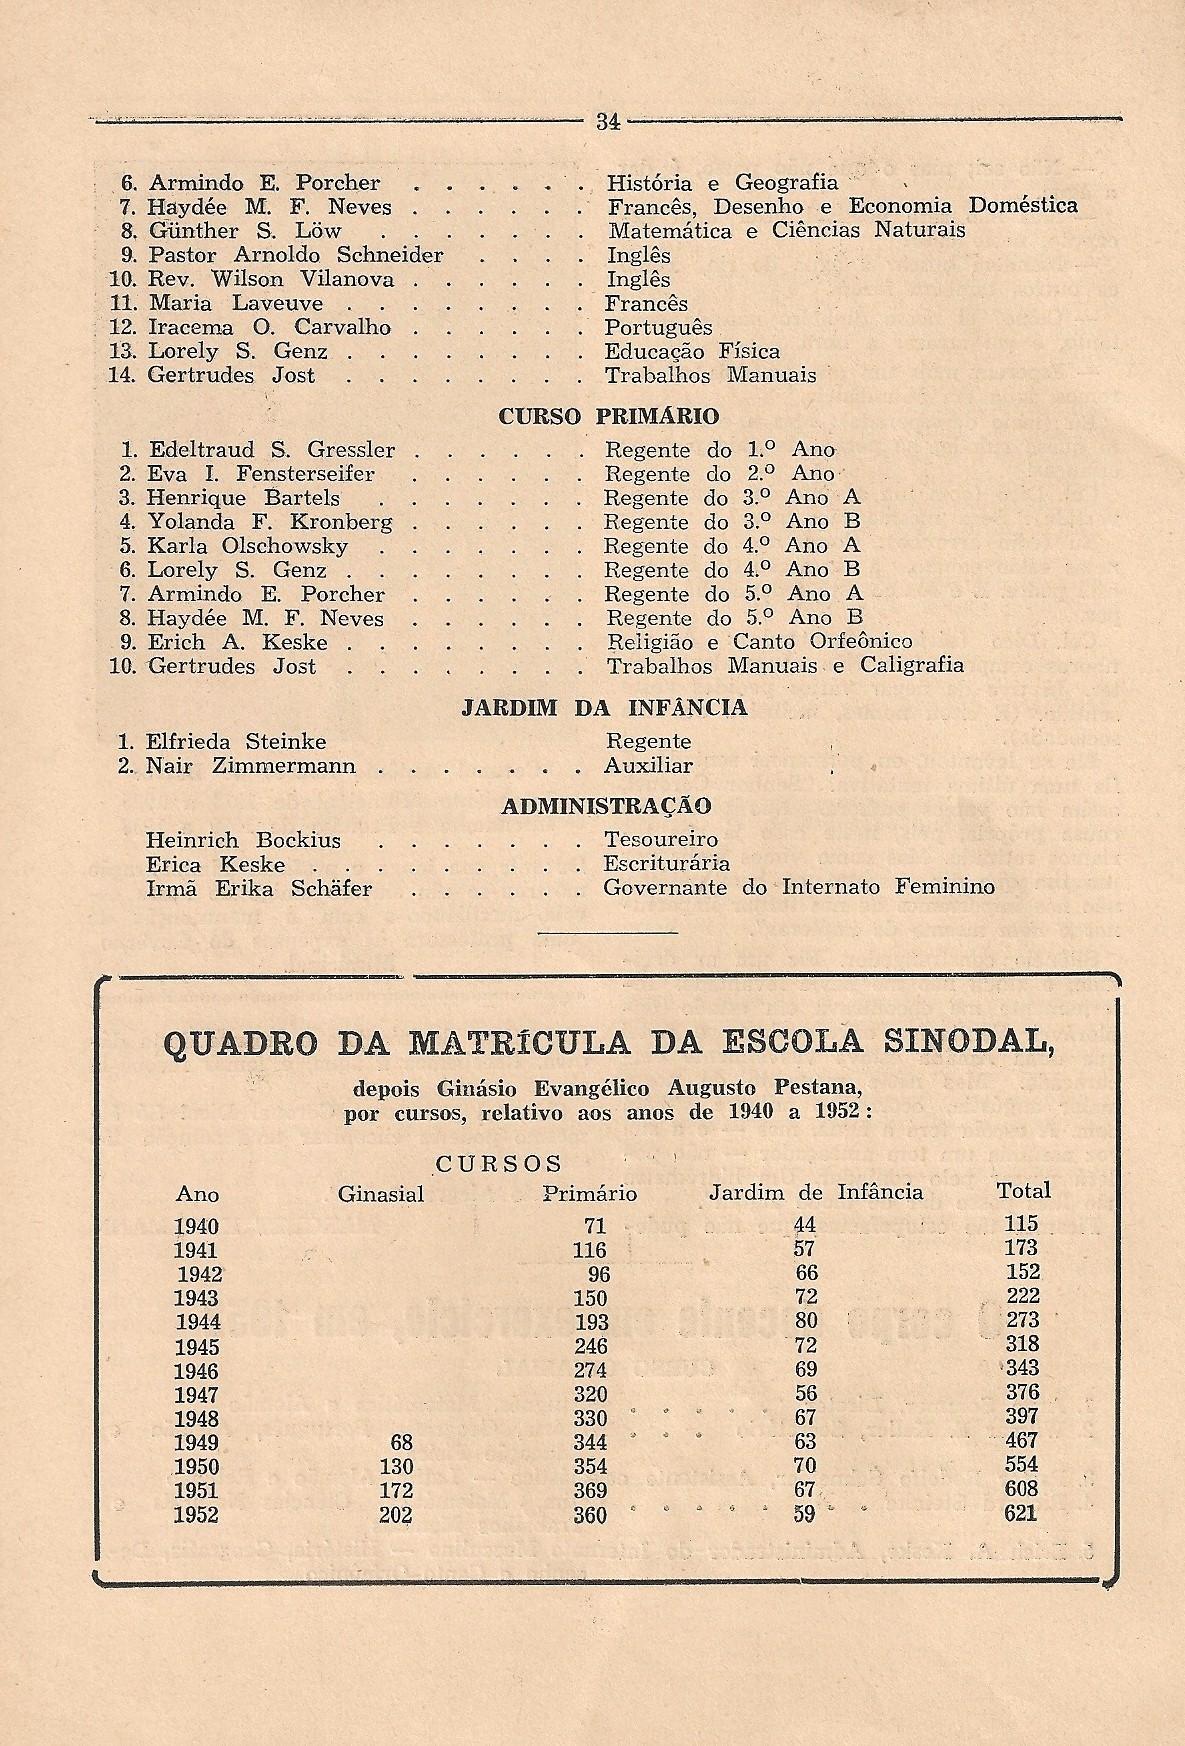 34
6. Armindo E. Porcher . . . . . . História e Geografia
7. Haydée M. F. Neves . . . . . . Francês, Desenho e Economia Doméstica
8. Günther S. Löw . . . . . . . Matemática e Ciências Naturais
9. Pastor Arnoldo Schneider . . . . Inglês
10. Rev. Wilson Vilanova . . . . . . Inglês
11. Maria Laveuve . . . . . . . . Francês
12. Iracema O. Carvalho . . . . . . Português
13. Lorely S. Genz . . . . . . . . Educação Física
14. Gertrudes Jost . . . . . . . . Trabalhos Manuais
CURSO PRIMÁRIO
1. Edeltraud S. Gressler . . . . . . Regente do 1.º Ano
2. Eva I. Fensterseifer . . . . . . Regente do 2.º Ano
3. Henrique Bartels . . . . . . . Regente do 3.º Ano A
4. Yolanda F. Kronberg . . . . . . Regente do 3.º Ano B
5. Karla Olschowsky . . . . . . . Regente do 4.º Ano A
6. Lorely S. Genz . . . . . . . . Regente do 4.º Ano B
7. Armindo E. Porcher . . . . . . Regente do 5.º Ano A
8. Haydée M. F. Neves . . . . . . Regente do 5.º Ano B
9. Erich A. Keske . . . . . . . . Religião e Canto Orfeônico
10. Gertrudes Jost . . . . . . . . Trabalhos Manuais e Caligrafia
JARDIM DA INFÂNCIA
1. Elfrieda Steinke Regente
2. Nair Zimmermann . . . . . . . Auxiliar
ADMINISTRAÇÃO
Heinrich Bockius . . . . . . . Tesoureiro
Erica Keske . . . . . . . . . Escriturária
Irmã Erika Schäfer . . . . . . Governante do Internato Feminino
QUADRO DA MATRÍCULA DA ESCOLA SINODAL,
depois Ginásio Evangélico Augusto Pestana,
por cursos, relativo aos anos de 1940 a 1952:
CURSOS
Ano Ginasial Primário Jardim de Infância Total
1940 71 44 115
1941 116 57 173
1942 96 66 152
1943 150 72 222
1944 193 80 273
1945 246 72 318
1946 274 69 343
1947 320 56 376
1948 330 67 397
1949 68 344 63 467
1950 130 354 70 554
1951 172 369 67 608
1952 202 360 59 621